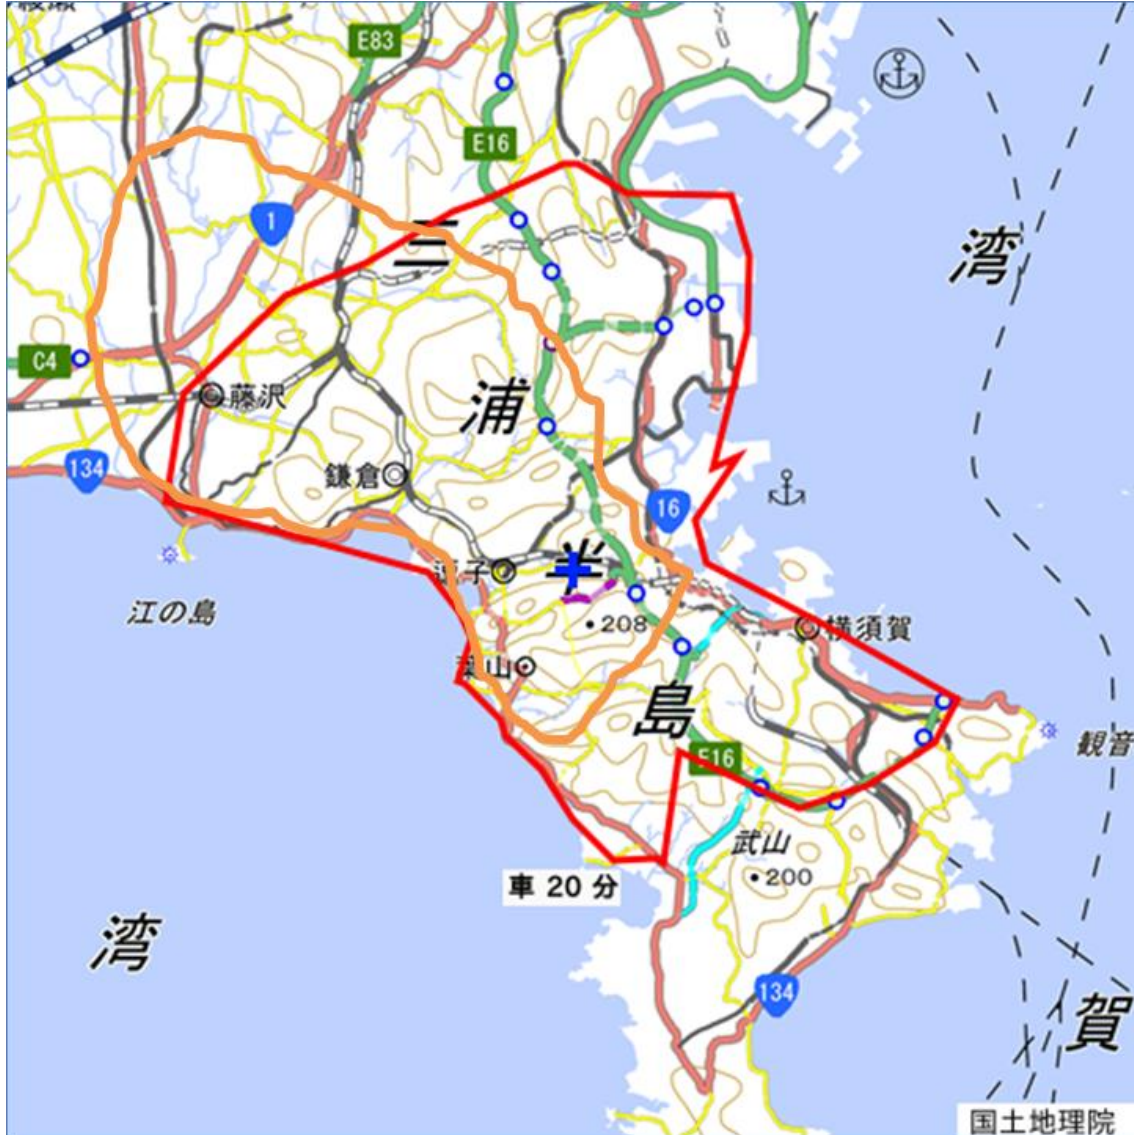 綾瀬
E83
E16
1
三
湾
C4
藤沢
浦
134
鎌倉
16
半
逗子
江の島
208
横須賀
葉山
島
観音
E16
武山
車 20 分
200
湾
134
賀
国土地理院